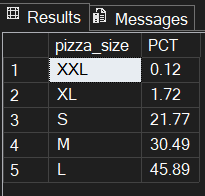 Results Messages
pizza_size PCT
1 XXL 0.12
2 XL 1.72
3 S 21.77
4 M 30.49
5 L 45.89